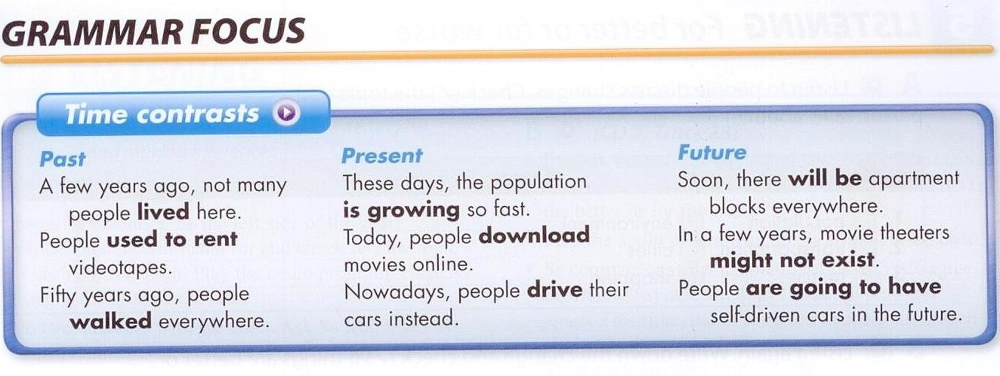 GRAMMAR FOCUS
Time contrasts
Past
A few years ago, not many
people lived here.
People used to rent
videotapes.
Fifty years ago, people
walked everywhere.
Present
These days, the population
is growing so fast.
Today, people download
movies online.
Nowadays, people drive their
cars instead.
Future
Soon, there will be apartment
blocks everywhere.
In a few years, movie theaters
might not exist.
People are going to have
self-driven cars in the future.